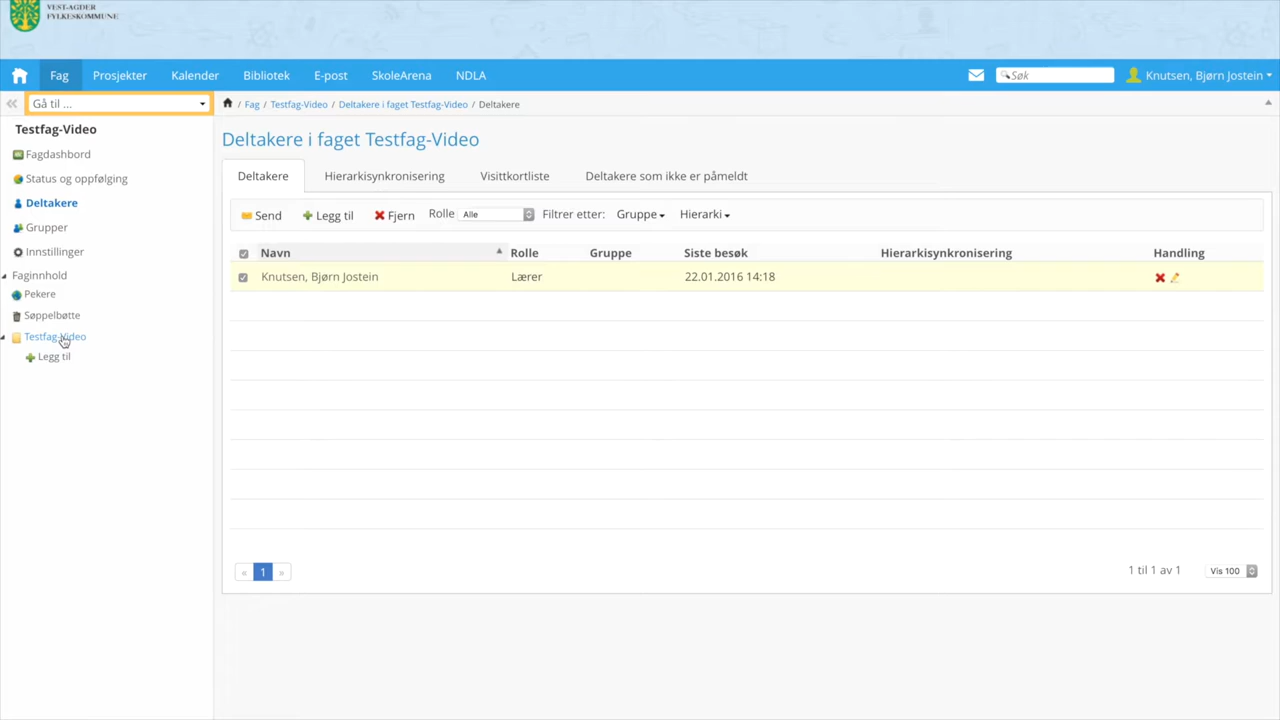 VEST-AGDER
FYLKESKOMMUNE
Fag Prosjekter Kalender Bibliotek E-post SkoleArena NDLA Søk Knutsen, Bjørn Jostein
Gå til ...
/ Fag / Testfag-Video / Deltakere i faget Testfag-Video / Deltakere
Testfag-Video
Fagdashbord
Status og oppfølging
Deltakere
Grupper
Innstillinger
Faginnhold
Pekere
Søppelbøtte
Testfag-Video
Legg til
Deltakere i faget Testfag-Video
Deltakere Hierarkisynkronisering Visittkortliste Deltakere som ikke er påmeldt
Send Legg til Fjern Rolle Alle Filtrer etter: Gruppe Hierarki
Navn Rolle Gruppe Siste besøk Hierarkisynkronisering Handling
Knutsen, Bjørn Jostein Lærer 22.01.2016 14:18
« 1 » 1 til 1 av 1 Vis 100